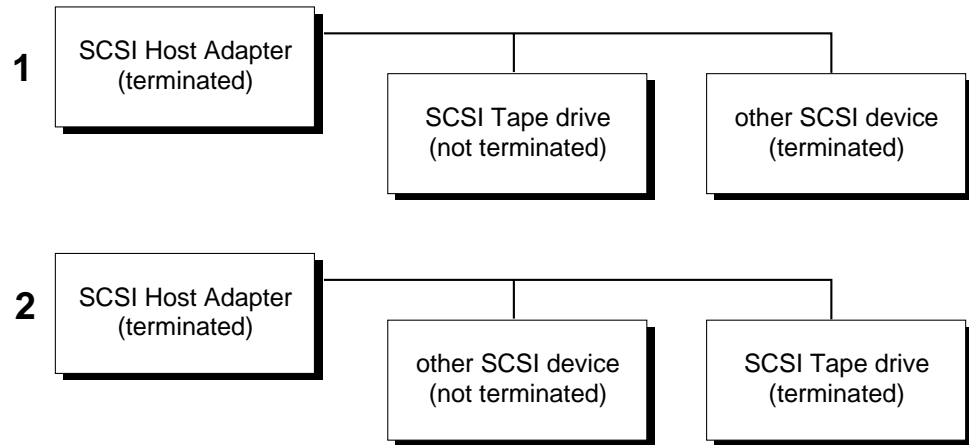 1
SCSI Host Adapter
(terminated)
SCSI Tape drive
(not terminated)
other SCSI device
(terminated)
2
SCSI Host Adapter
(terminated)
other SCSI device
(not terminated)
SCSI Tape drive
(terminated)